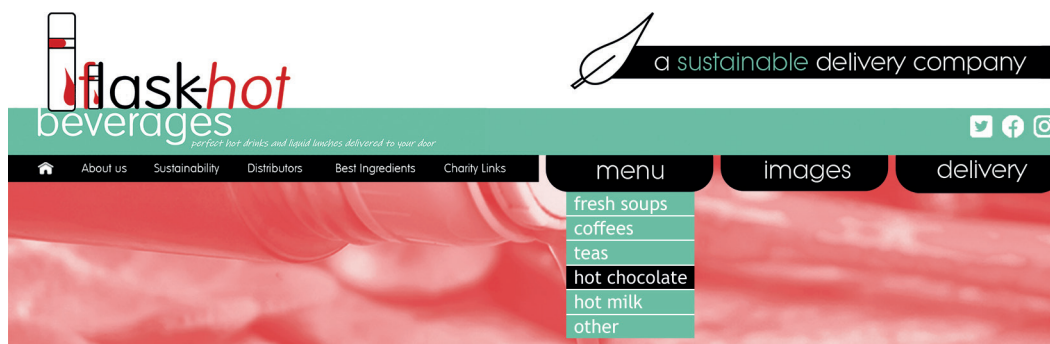 flask-hot
beverages
perfect hot drinks and liquid lunches delivered to your door
a sustainable delivery company
About us Sustainability Distributors Best Ingredients Charity Links
menu images delivery
fresh soups
coffees
teas
hot chocolate
hot milk
other